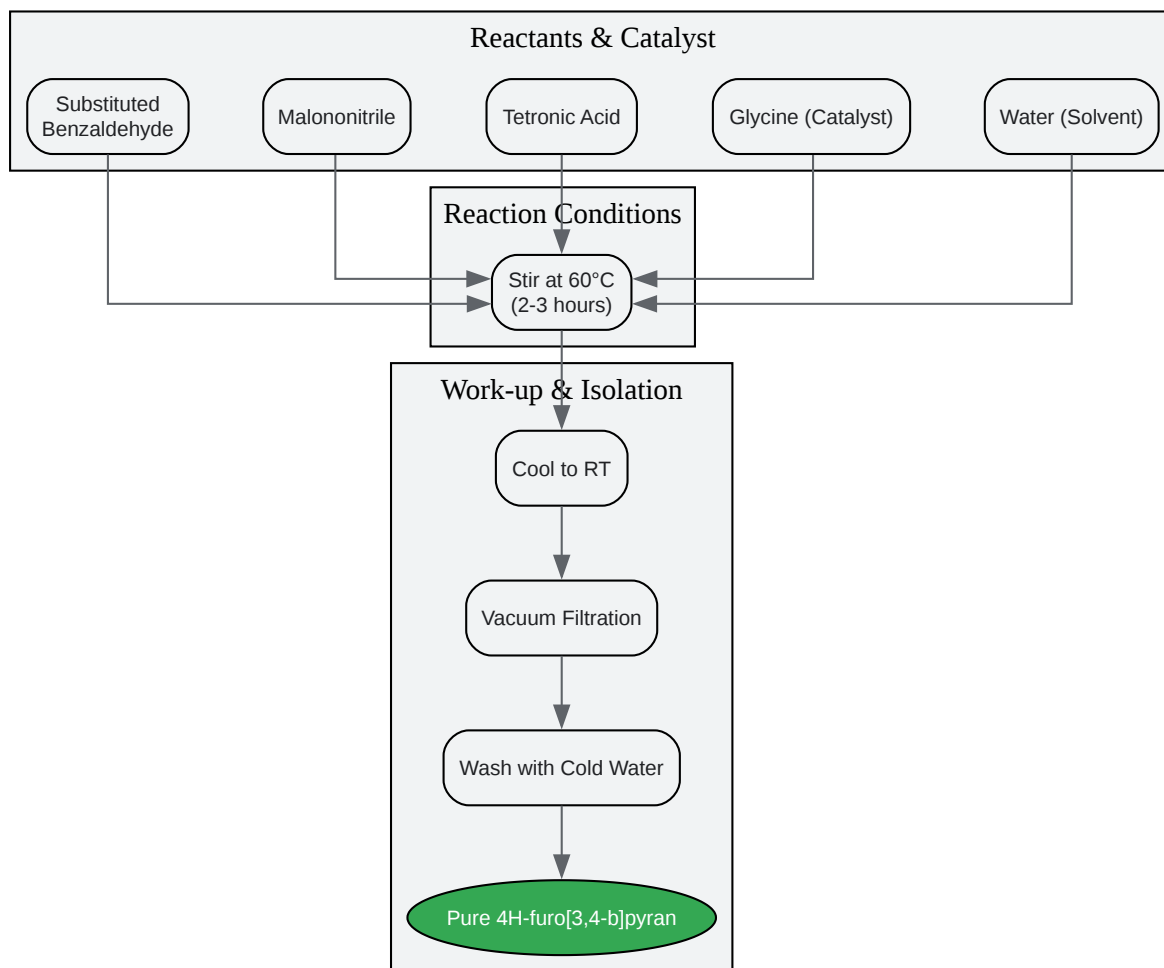 Reactants & Catalyst
Substituted
Benzaldehyde
Malononitrile
Tetronic Acid
Glycine (Catalyst)
Water (Solvent)
Reaction Conditions
Stir at 60°C
(2-3 hours)
Work-up & Isolation
Cool to RT
Vacuum Filtration
Wash with Cold Water
Pure 4H-furo[3,4-b]pyran